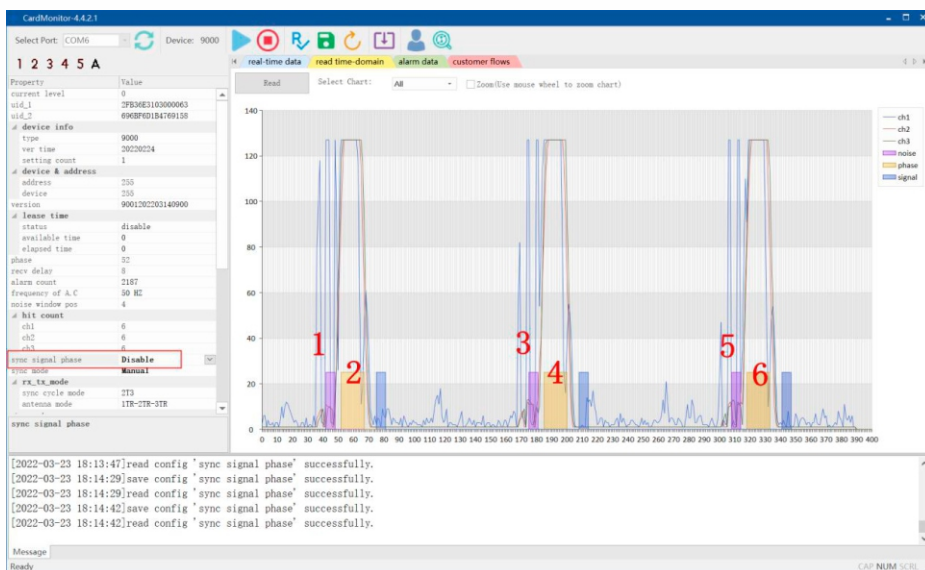 CardMonitor-4.4.2.1
Select Port: COM6 Device: 9000
1 2 3 4 5 A
real-time data read time-domain alarm data customer flows
Property Value
current level 0
uid_1 2FB36E3103000063
uid_2 696BF6D1B4769158
device info
type 9000
ver time 20220224
setting count 1
device & address
address 255
device 255
version 9001202203140900
lease time
status disable
available time 0
elapsed time 0
phase 52
recv delay 8
alarm count 2187
frequency of A.C 50 HZ
noise window pos 4
hit count
ch1 6
ch2 6
ch3 6
sync signal phase Disable
sync mode Manual
rx_tx_mode
sync cycle mode 2T3
antenna mode 1TR-2TR-3TR
sync signal phase
Read Select Chart: All Zoom(Use mouse wheel to zoom chart)
140
120
100
80
60
40
20
0
0 10 20 30 40 50 60 70 80 90 100 110 120 130 140 150 160 170 180 190 200 210 220 230 240 250 260 270 280 290 300 310 320 330 340 350 360 370 380 390 400
1 2 3 4 5 6
ch1
ch2
ch3
noise
phase
signal
[2022-03-23 18:13:47]read config 'sync signal phase' successfully.
[2022-03-23 18:14:29]save config 'sync signal phase' successfully.
[2022-03-23 18:14:29]read config 'sync signal phase' successfully.
[2022-03-23 18:14:42]save config 'sync signal phase' successfully.
[2022-03-23 18:14:42]read config 'sync signal phase' successfully.
Message
Ready CAP NUM SCRL